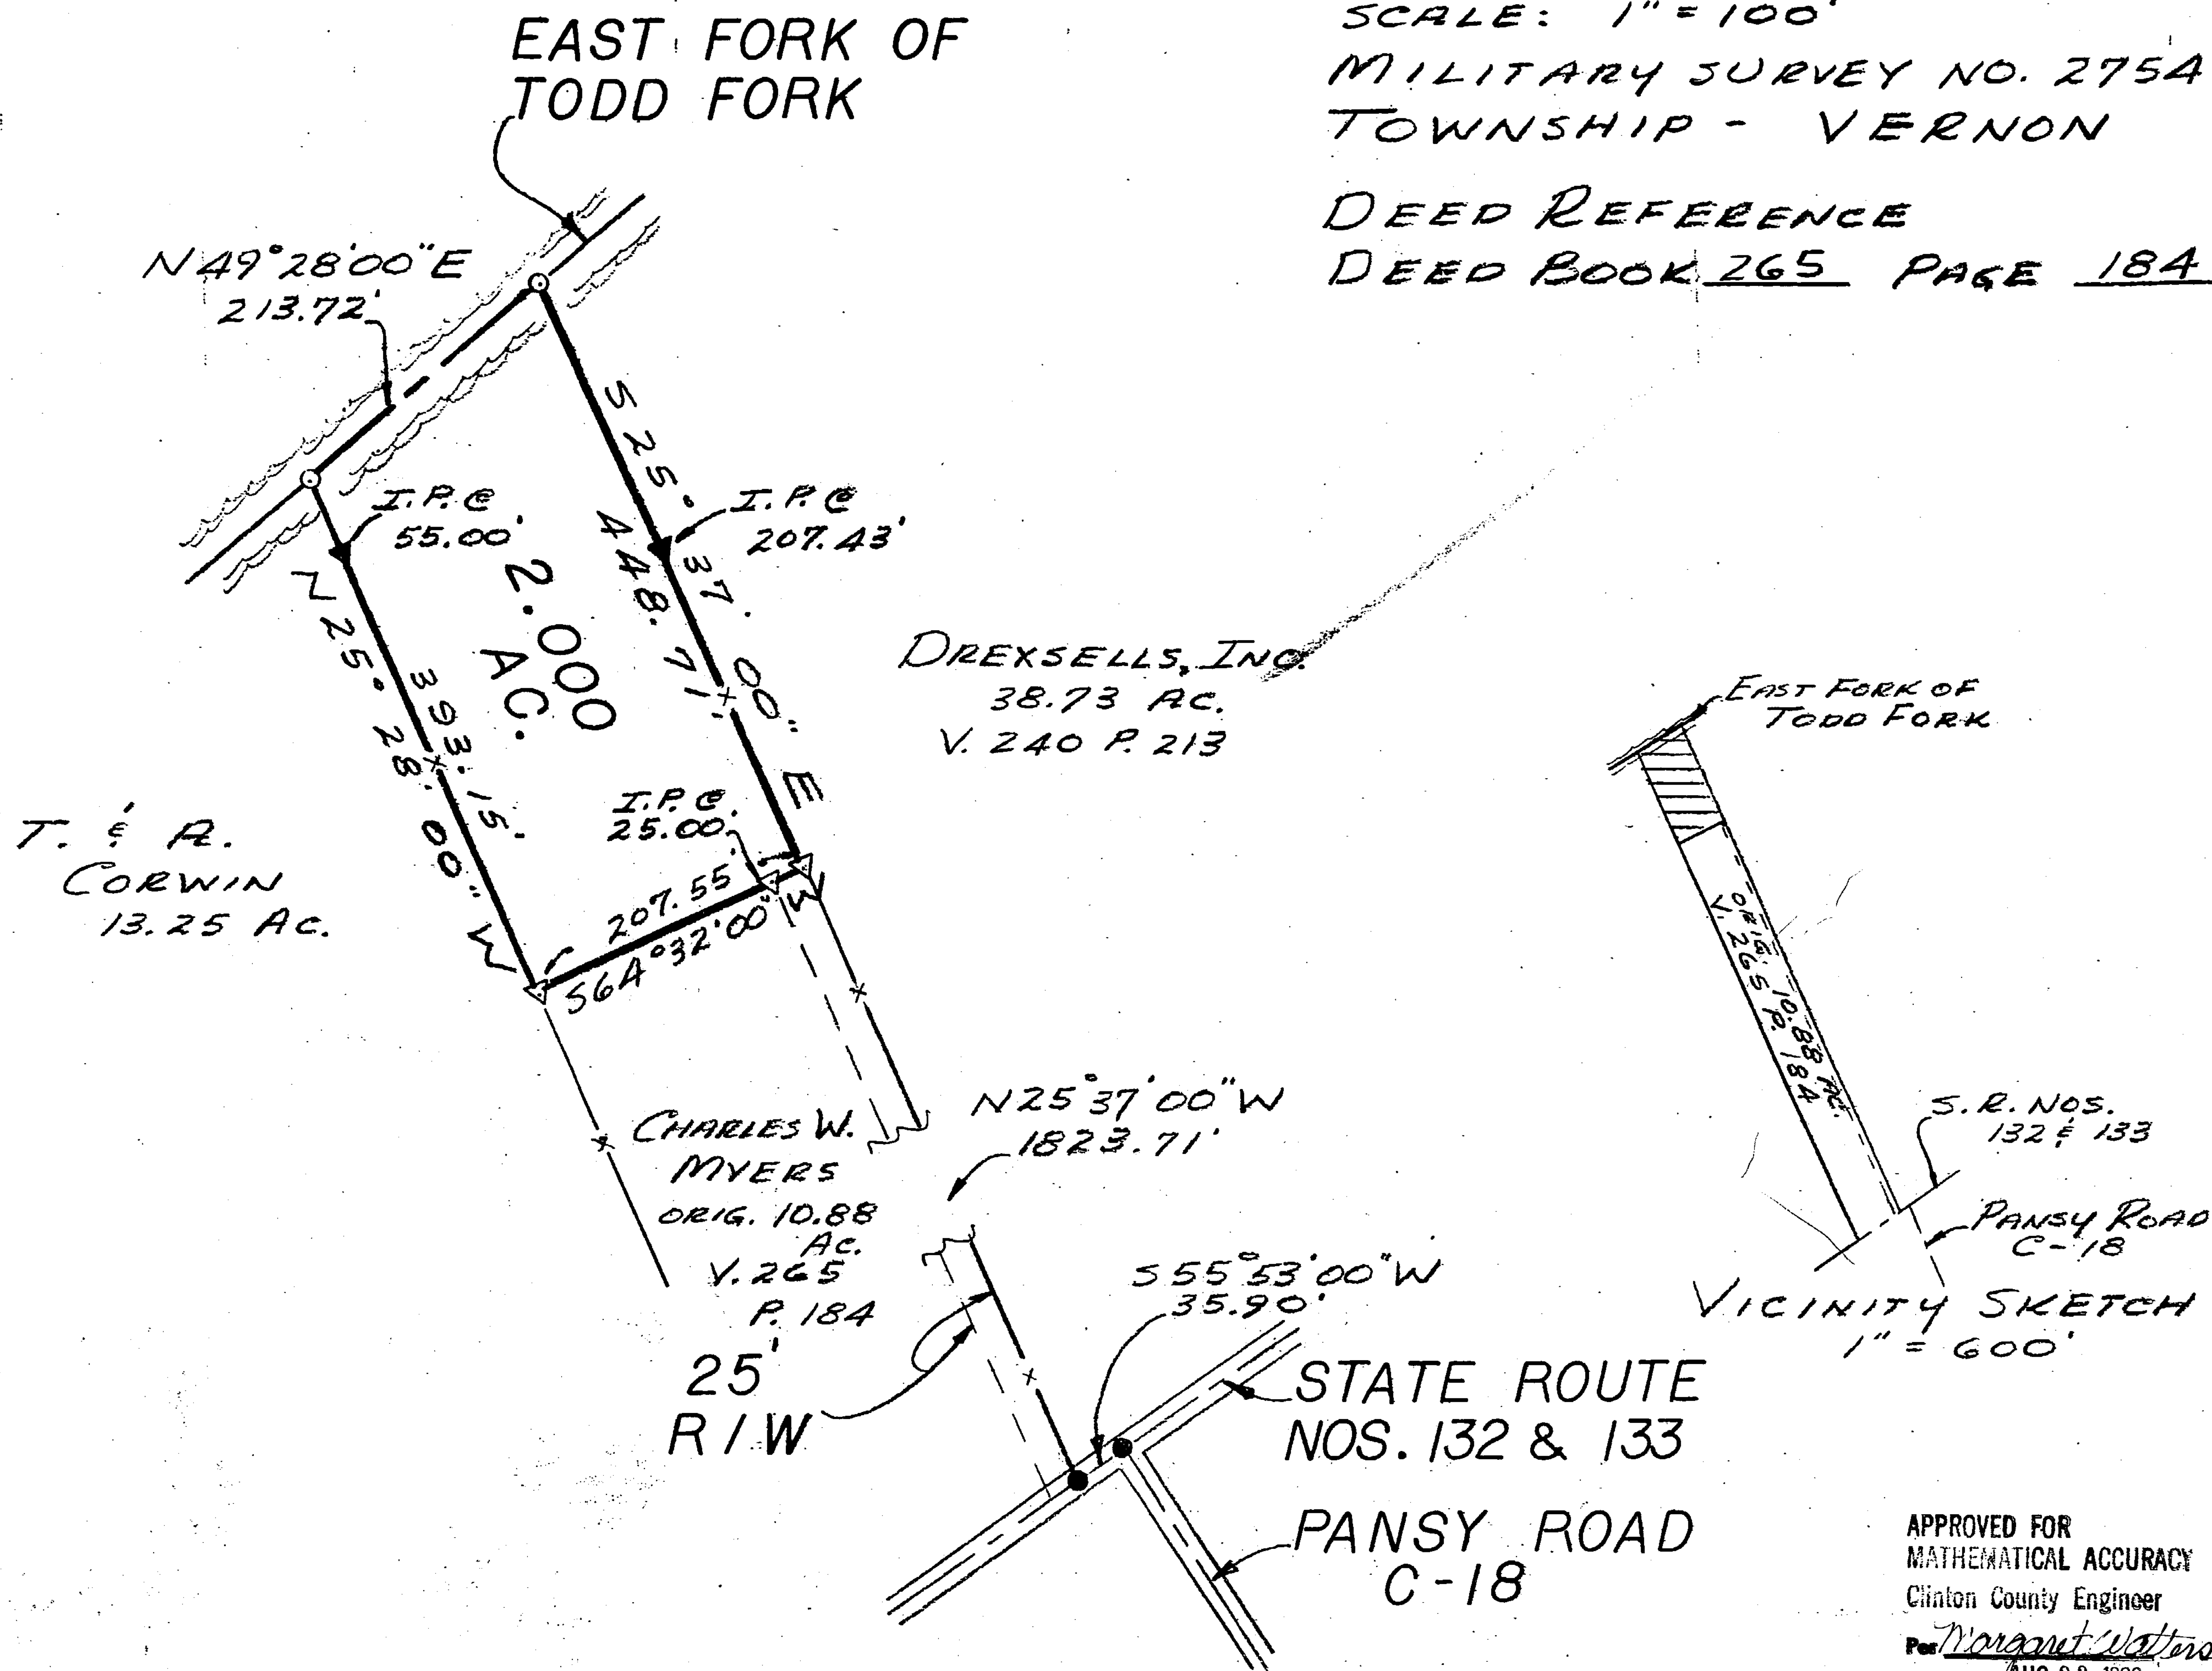 EAST FORK OF
TODD FORK
SCALE: 1" = 100'
MILITARY SURVEY NO. 2754
TOWNSHIP - VERNON
DEED REFERENCE
DEED BOOK 265 PAGE 184
N 49° 28' 00" E
213.72'
I.P. @
55.00'
I.P. @
207.43'
S 25° 37' 00" E
448.71'
2.000
AC.
N 25° 28' 00" W
393.15'
DREXSELLS, INC.
38.73 AC.
V. 240 P. 213
EAST FORK OF
TODD FORK
I.P. @
25.00'
T. & A.
CORWIN
13.25 AC.
207.55'
S64°32'00" W
ORIG. 10.88 AC.
V. 265 P. 184
CHARLES W.
MYERS
ORIG. 10.88
AC.
V. 265
P. 184
N 25° 37' 00" W
1823.71'
S.R. NOS.
132 & 133
PANSY ROAD
C-18
VICINITY SKETCH
1" = 600'
S 55° 53' 00" W
35.90'
25'
R/W
STATE ROUTE
NOS. 132 & 133
PANSY ROAD
C-18
APPROVED FOR
MATHEMATICAL ACCURACY
Clinton County Engineer
Per Margaret Watters